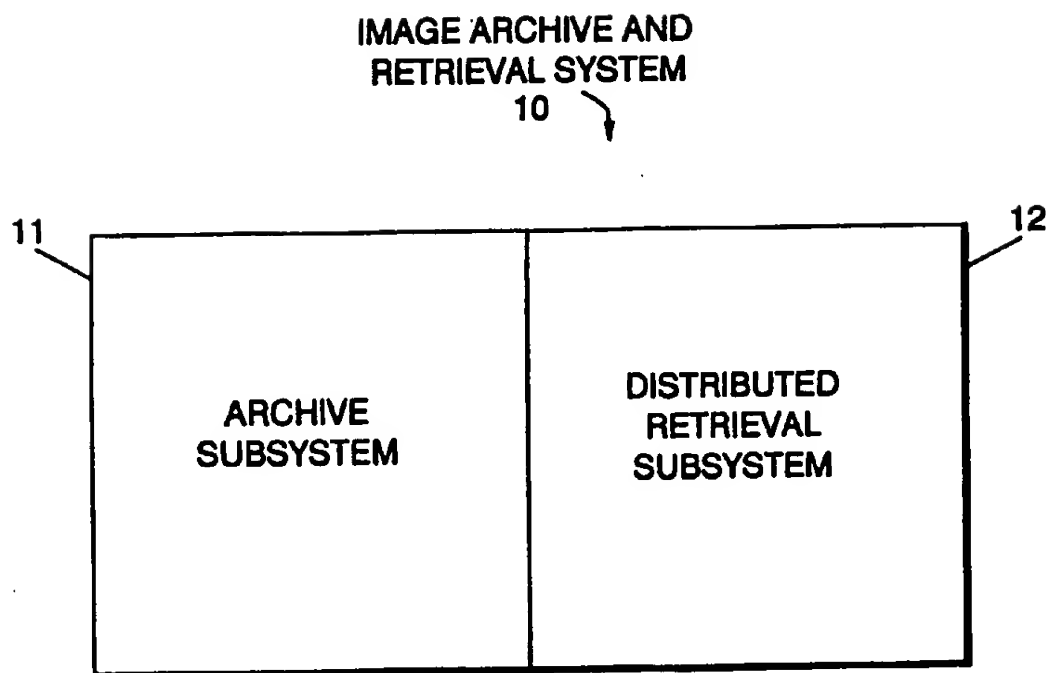 IMAGE ARCHIVE AND
RETRIEVAL SYSTEM
10
11
12
ARCHIVE
SUBSYSTEM
DISTRIBUTED
RETRIEVAL
SUBSYSTEM